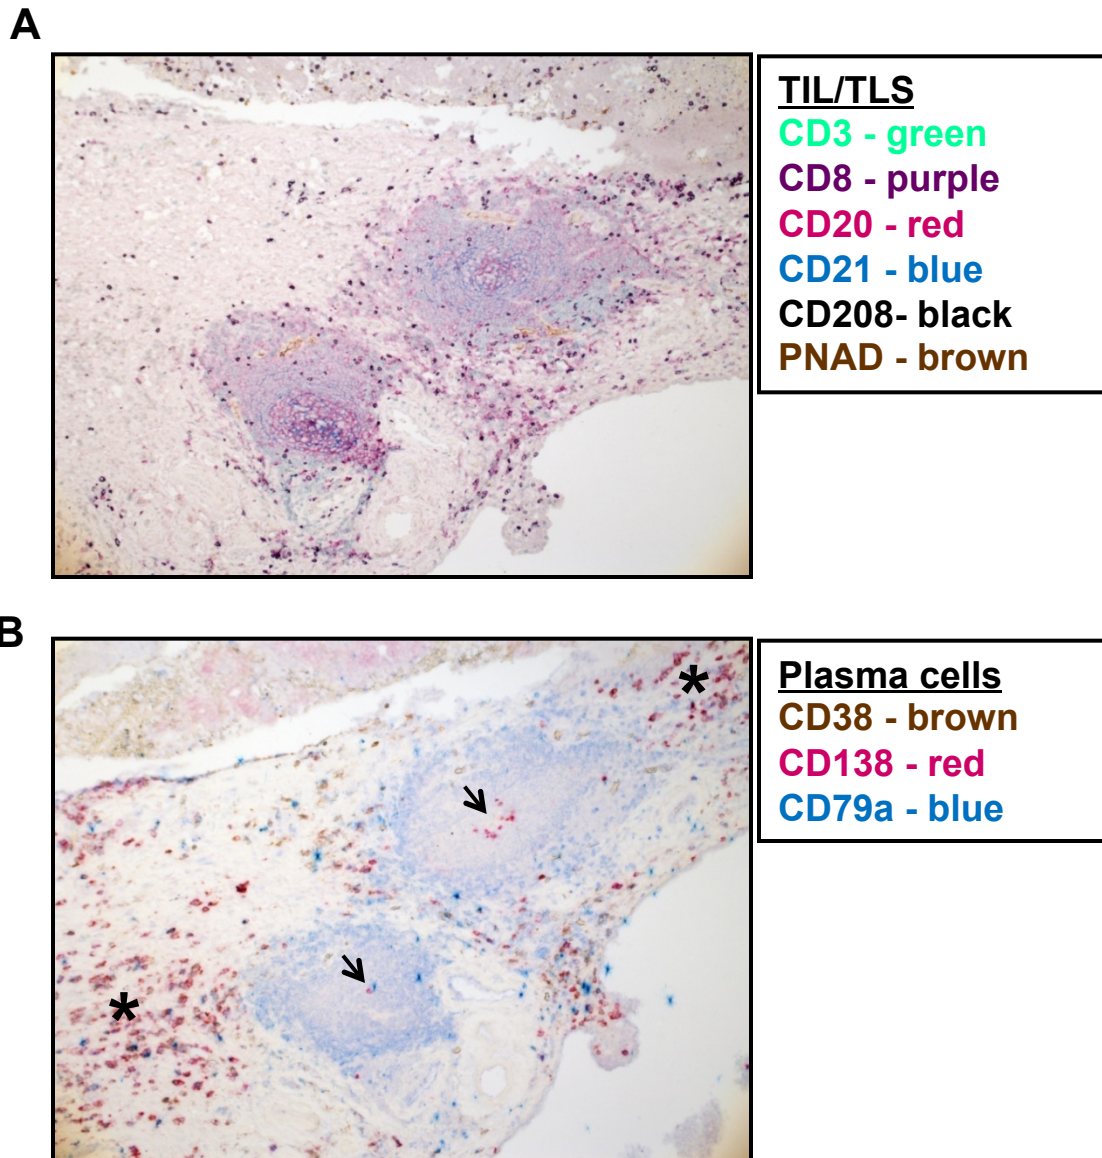 A
TIL/TLS
CD3 - green
CD8 - purple
CD20 - red
CD21 - blue
CD208- black
PNAD - brown
B
*
Plasma cells
CD38 - brown
CD138 - red
CD79a - blue
*